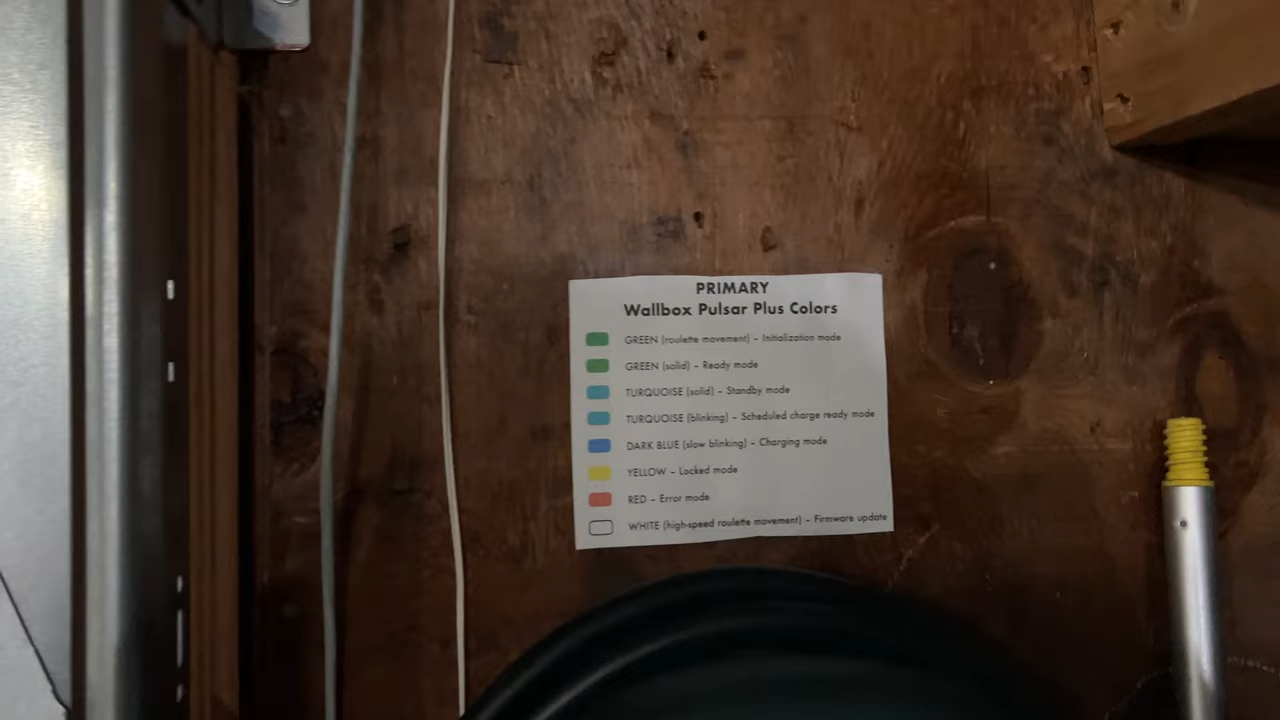 PRIMARY
Wallbox Pulsar Plus Colors
GREEN (roulette movement) – Initialization mode
GREEN (solid) – Ready mode
TURQUOISE (solid) – Standby mode
TURQUOISE (blinking) – Scheduled charge ready mode
DARK BLUE (slow blinking) – Charging mode
YELLOW – Locked mode
RED – Error mode
WHITE (high-speed roulette movement) – Firmware update